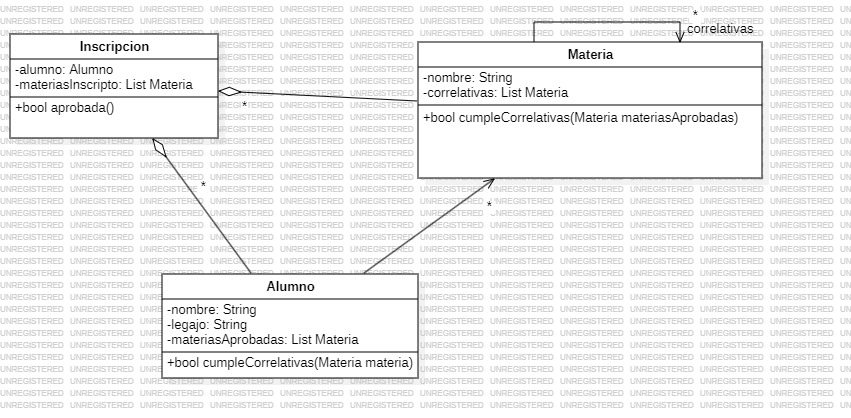 Inscripcion
-alumno: Alumno
-materiasInscripto: List Materia
+bool aprobada()
*
correlativas
Materia
-nombre: String
-correlativas: List Materia
+bool cumpleCorrelativas(Materia materiasAprobadas)
*
*
*
Alumno
-nombre: String
-legajo: String
-materiasAprobadas: List Materia
+bool cumpleCorrelativas(Materia materia)
UNREGISTERED